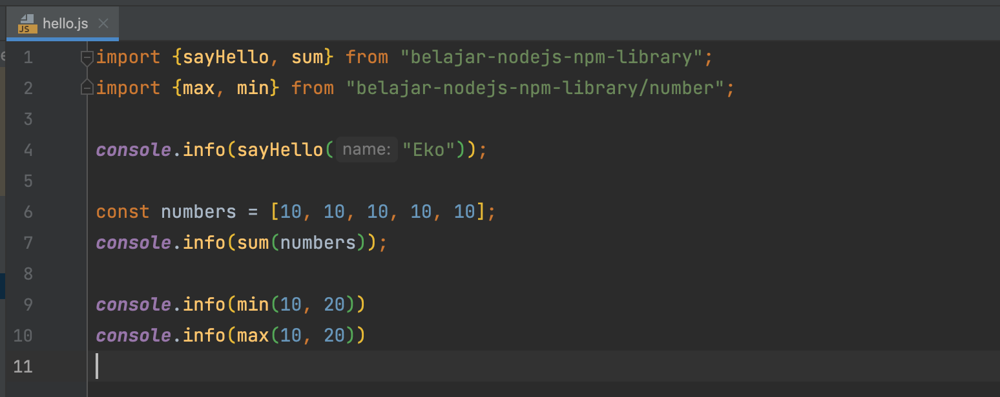 JS hello.js
1 import {sayHello, sum} from "belajar-nodejs-npm-library";
2 import {max, min} from "belajar-nodejs-npm-library/number";
3
4 console.info(sayHello( name: "Eko"));
5
6 const numbers = [10, 10, 10, 10, 10];
7 console.info(sum(numbers));
8
9 console.info(min(10, 20))
10 console.info(max(10, 20))
11